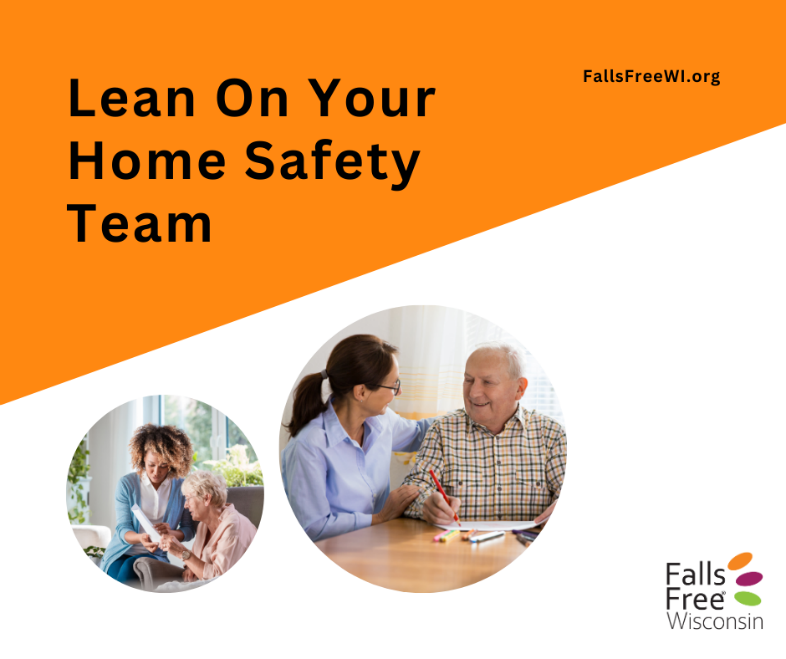 Lean On Your
Home Safety
Team
FallsFreeWI.org
Falls
Free®
Wisconsin